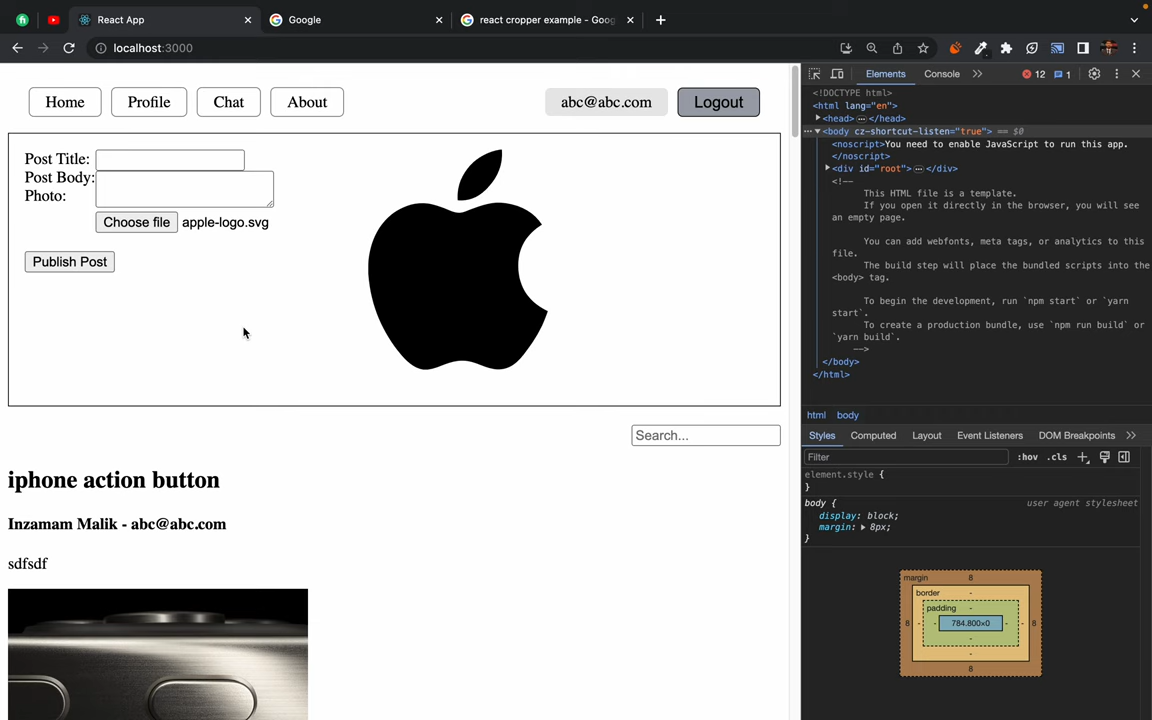 React App
Google
react cropper example - Goog
localhost:3000
Home
Profile
Chat
About
abc@abc.com
Logout
Post Title:
Post Body:
Photo:
Choose file apple-logo.svg
Publish Post
Search...
iphone action button
Inzamam Malik - abc@abc.com
sdfsdf
Elements
Console
12
1
<!DOCTYPE html>
<html lang="en">
<head> … </head>
<body cz-shortcut-listen="true"> == $0
<noscript>You need to enable JavaScript to run this app.
</noscript>
<div id="root"> … </div>
<!--
This HTML file is a template.
If you open it directly in the browser, you will see
an empty page.
You can add webfonts, meta tags, or analytics to this
file.
The build step will place the bundled scripts into the
<body> tag.
To begin the development, run `npm start` or `yarn
start`.
To create a production bundle, use `npm run build` or
`yarn build`.
-->
</body>
</html>
html
body
Styles
Computed
Layout
Event Listeners
DOM Breakpoints
Filter
:hov
.cls
element.style {
}
body {
user agent stylesheet
display: block;
margin: 8px;
}
margin
8
border
-
padding
-
8
-
-
784.800×0
-
-
8
-
-
8